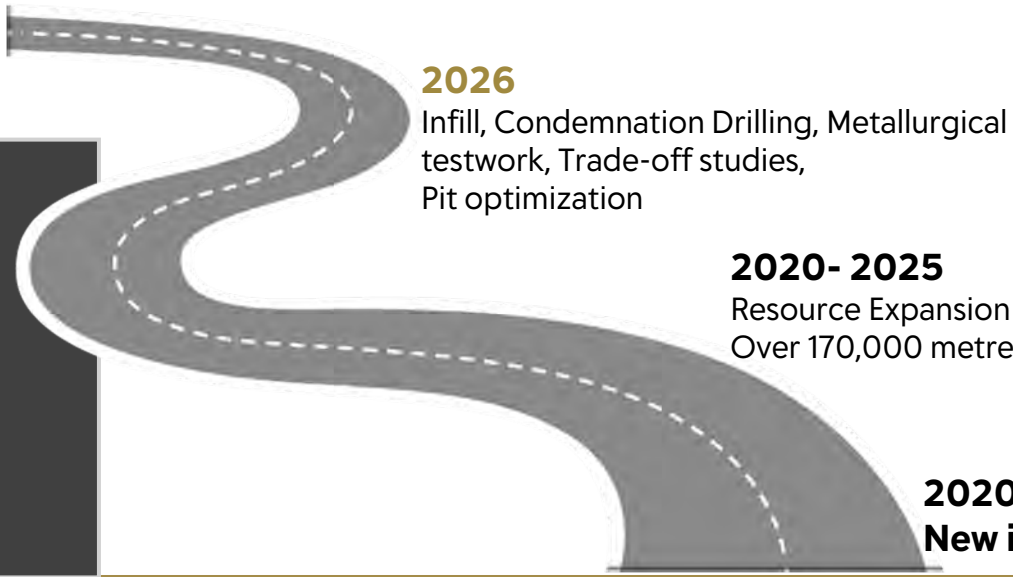 2026
Infill, Condemnation Drilling, Metallurgical
testwork, Trade-off studies,
Pit optimization
2020- 2025
Resource Expansion
Over 170,000 metre
2020
New